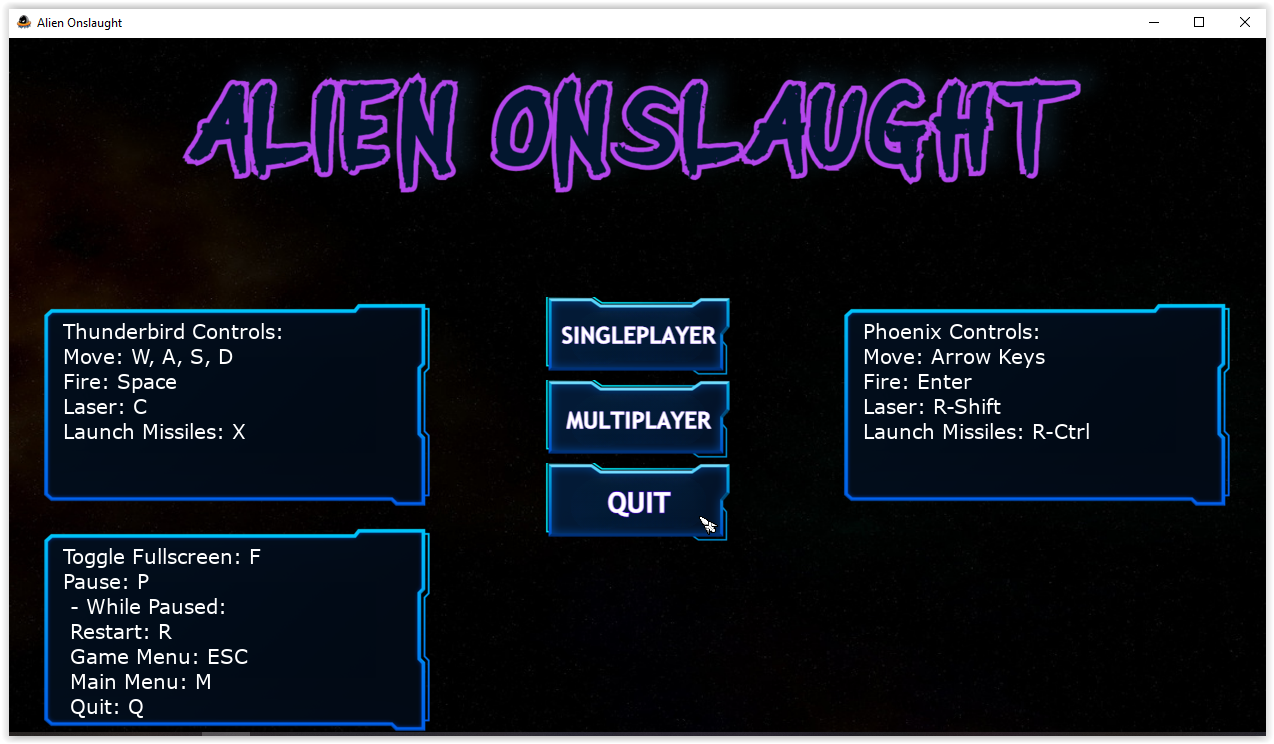 Alien Onslaught
ALIEN ONSLAUGHT
Thunderbird Controls:
Move: W, A, S, D
Fire: Space
Laser: C
Launch Missiles: X
SINGLEPLAYER
MULTIPLAYER
QUIT
Phoenix Controls:
Move: Arrow Keys
Fire: Enter
Laser: R-Shift
Launch Missiles: R-Ctrl
Toggle Fullscreen: F
Pause: P
- While Paused:
Restart: R
Game Menu: ESC
Main Menu: M
Quit: Q